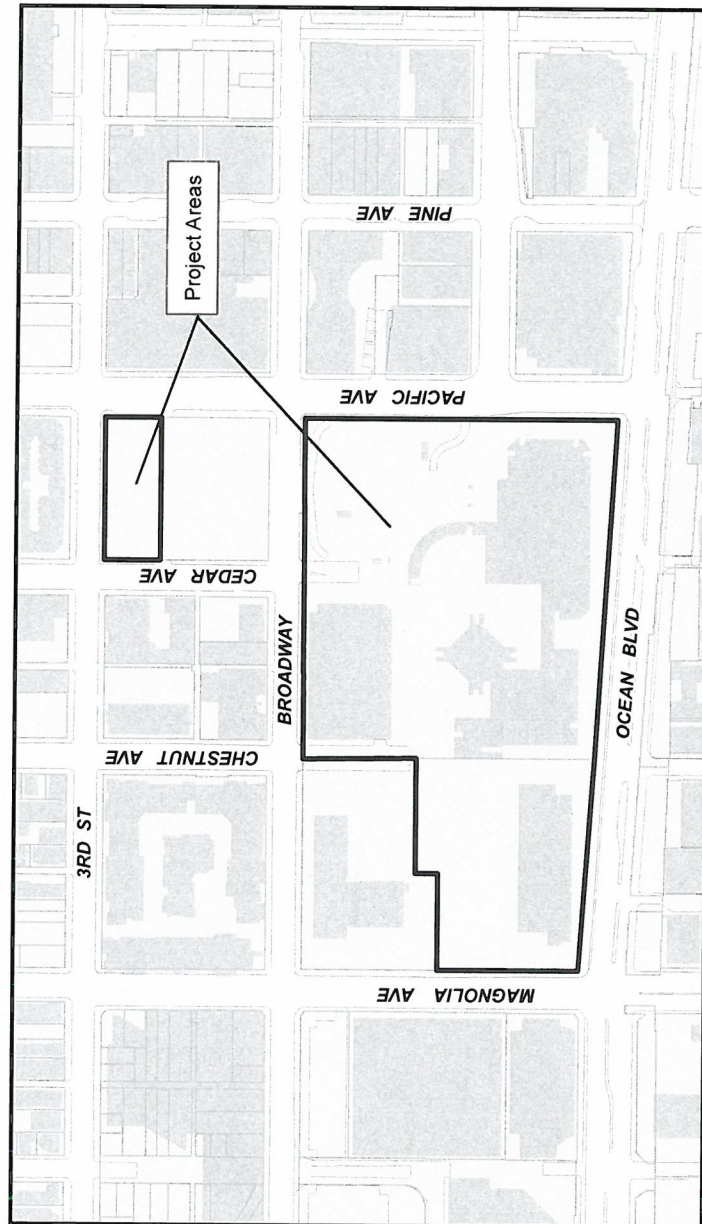 Project Areas
PINE AVE
PACIFIC AVE
CEDAR AVE
BROADWAY
CHESTNUT AVE
3RD ST
OCEAN BLVD
MAGNOLIA AVE